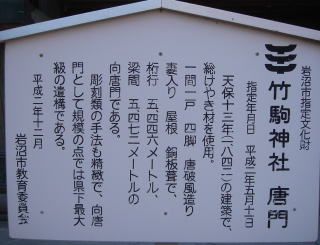 岩沼市指定文化財
竹駒神社 唐門
指定年月日 平成二年五月十一日
天保十三年(一八四二)の建築で、
総けやき材を使用。
一間一戸 四脚 唐破風造り
妻入り 屋根 銅板葺で、
桁行 五.四四六メートル、
梁間 五.四七二メートルの
向唐門である。
彫刻類の手法も精緻で、向唐
門として規模の点では県下最大
級の遺構である。
平成二年十二月
岩沼市教育委員会